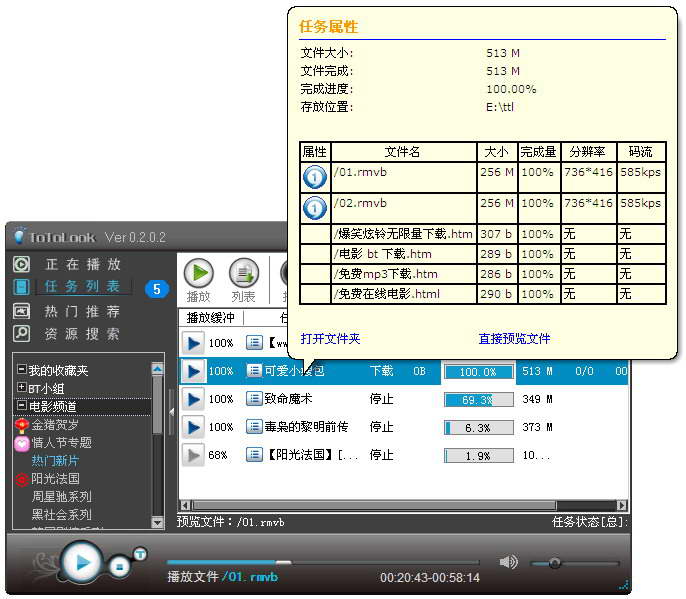 任务属性
文件大小: 513 M
文件完成: 513 M
完成进度: 100.00%
存放位置: E:\ttl
属性 文件名 大小 完成量 分辨率 码流
1 /01.rmvb 256 M 100% 736*416 585kps
1 /02.rmvb 256 M 100% 736*416 585kps
/爆笑炫铃无限量下载.htm 307 b 100% 无 无
/电影 bt 下载.htm 289 b 100% 无 无
/免费mp3下载.htm 286 b 100% 无 无
/免费在线电影.html 290 b 100% 无 无
打开文件夹 直接预览文件
ToToLook Ver 0.2.0.2
正在播放
任务列表 5
热门推荐
资源搜索
我的收藏夹
BT小组
电影频道
金猪贺岁
情人节专题
热门新片
阳光法国
周星驰系列
黑社会系列
播放 列表
播放缓冲
100%
100% 可爱小 包 下载 0B 100.0% 513 M 0/0 00
100% 致命魔术 停止 69.3% 349 M
100% 毒枭的黎明前传 停止 6.3% 373 M
68% 【阳光法国】[... 停止 1.9% 10...
预览文件:/01.rmvb 任务状态[总]:
T
播放文件 /01.rmvb 00:20:43-00:58:14